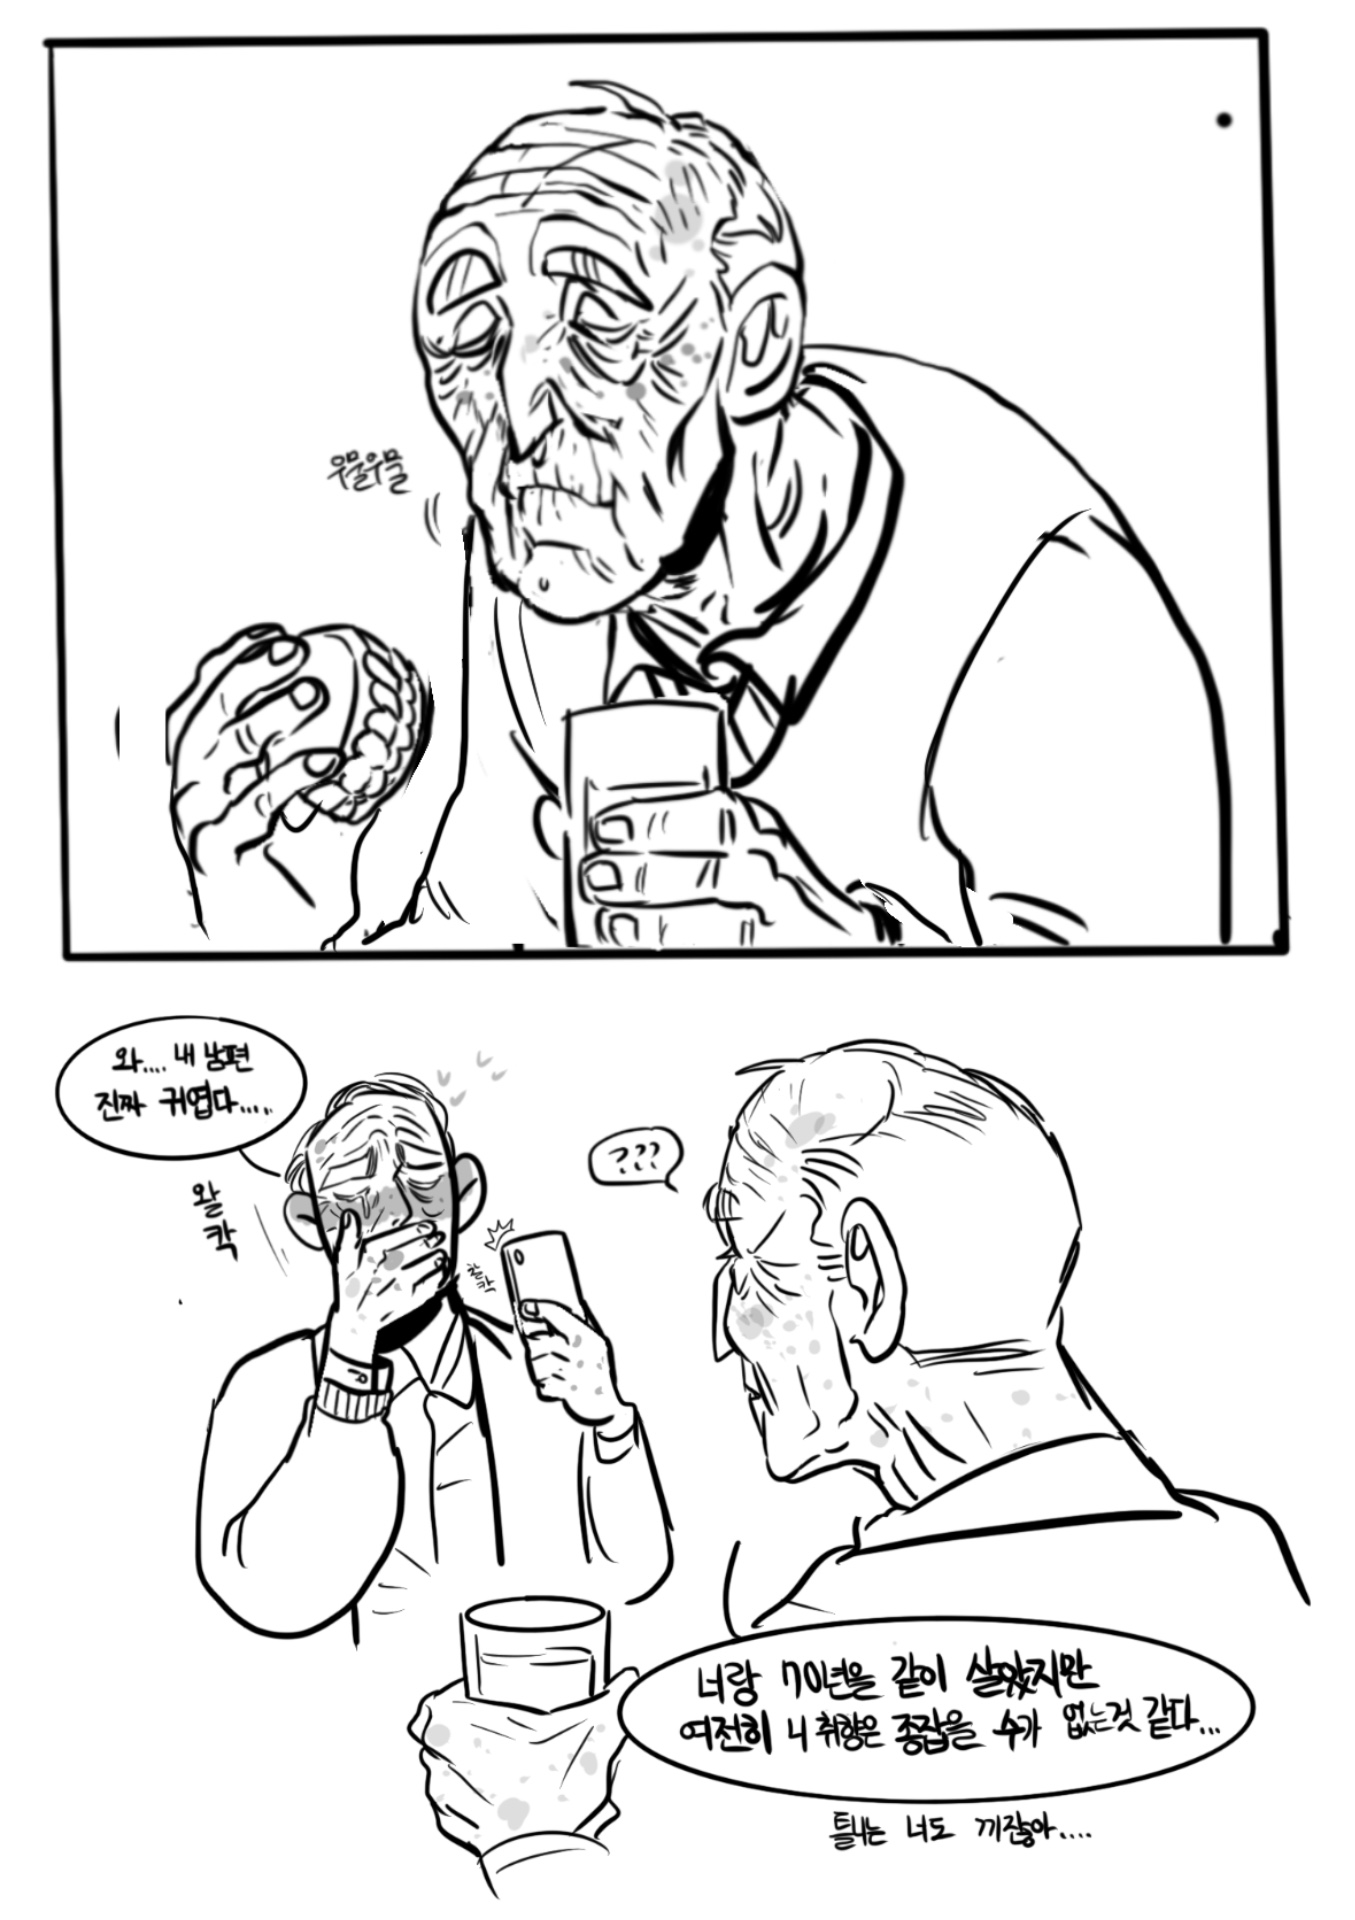 우물우물
와.... 내 남편
진짜 귀엽다.....
왈
칵
???
찰
칵
너랑 70년을 같이 살았지만
여전히 니 취향은 종잡을 수가 없는것 같다...
틀니는 너도 끼잖아....